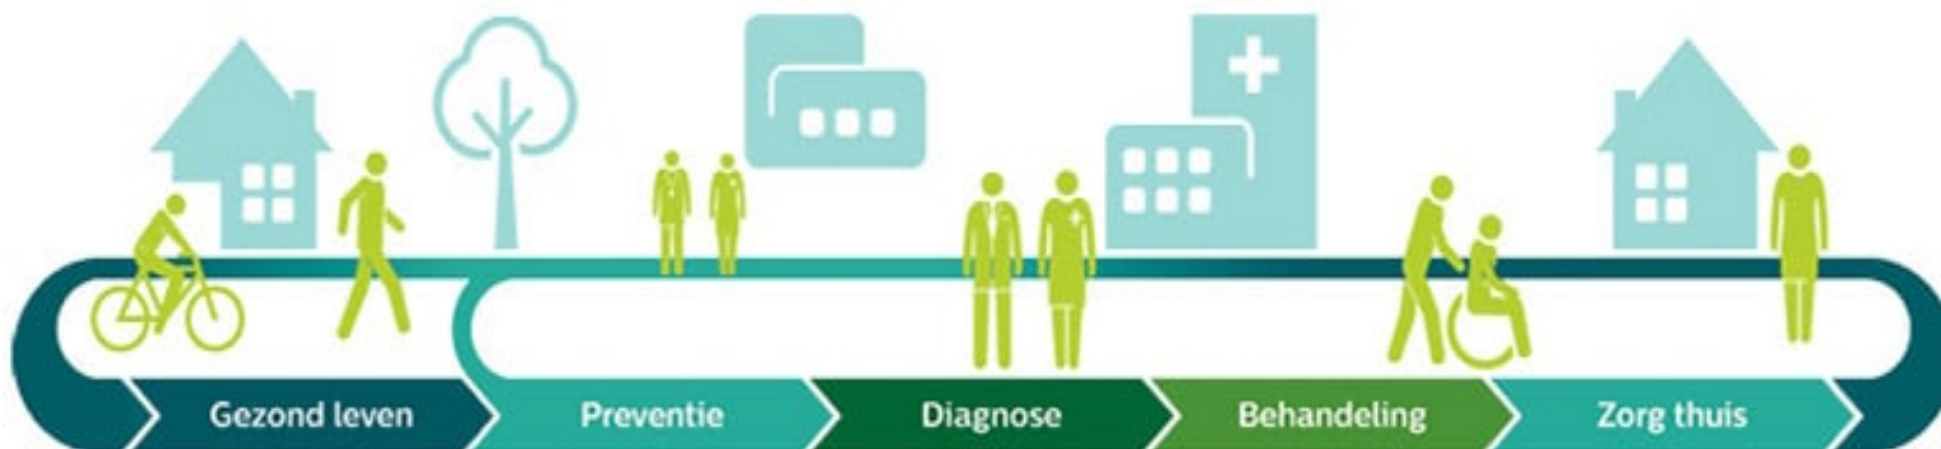 Gezond leven
Preventie
Diagnose
Behandeling
Zorg thuis